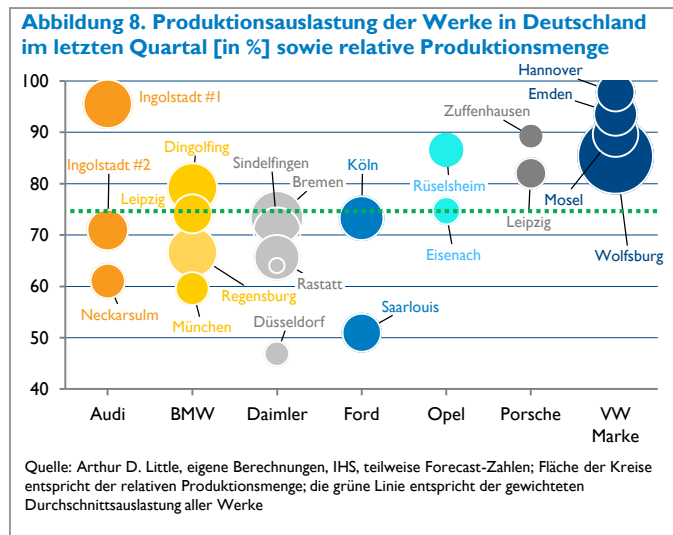 Abbildung 8. Produktionsauslastung der Werke in Deutschland
im letzten Quartal [in %] sowie relative Produktionsmenge
100
90
80
70
60
50
40
Ingolstadt #1
Ingolstadt #2
Neckarsulm
Dingolfing
Leipzig
Regensburg
München
Sindelfingen
Bremen
Rastatt
Düsseldorf
Köln
Saarlouis
Rüselsheim
Eisenach
Zuffenhausen
Leipzig
Hannover
Emden
Mosel
Wolfsburg
Audi
BMW
Daimler
Ford
Opel
Porsche
VW
Marke
Quelle: Arthur D. Little, eigene Berechnungen, IHS, teilweise Forecast-Zahlen; Fläche der Kreise
entspricht der relativen Produktionsmenge; die grüne Linie entspricht der gewichteten
Durchschnittsauslastung aller Werke